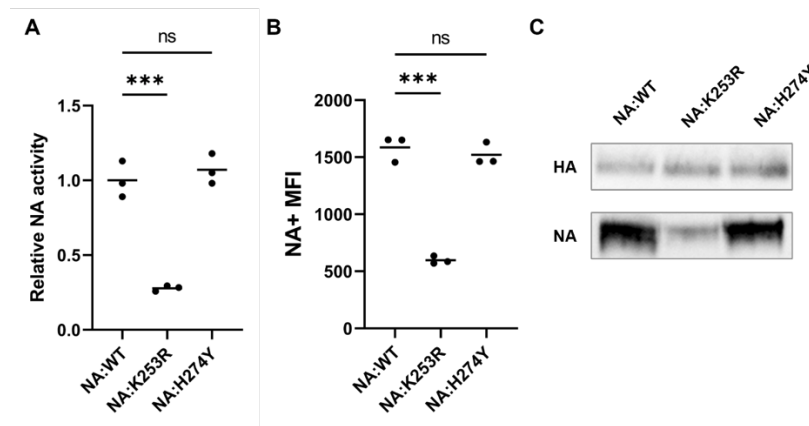 A
ns
***
Relative NA activity
1.5
1.0
0.5
0.0
NA:WT
NA:K253R
NA:H274Y
B
ns
***
NA+ MFI
2000
1500
1000
500
0
NA:WT
NA:K253R
NA:H274Y
C
NA:WT
NA:K253R
NA:H274Y
HA
NA